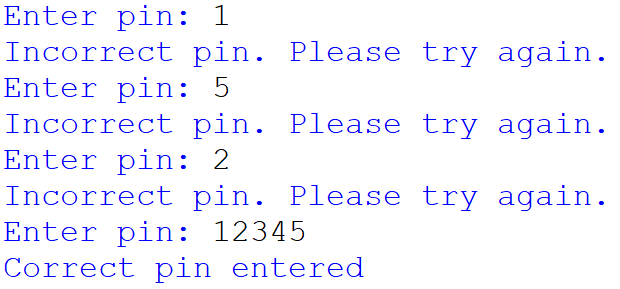 Enter pin: 1
Incorrect pin. Please try again.
Enter pin: 5
Incorrect pin. Please try again.
Enter pin: 2
Incorrect pin. Please try again.
Enter pin: 12345
Correct pin entered